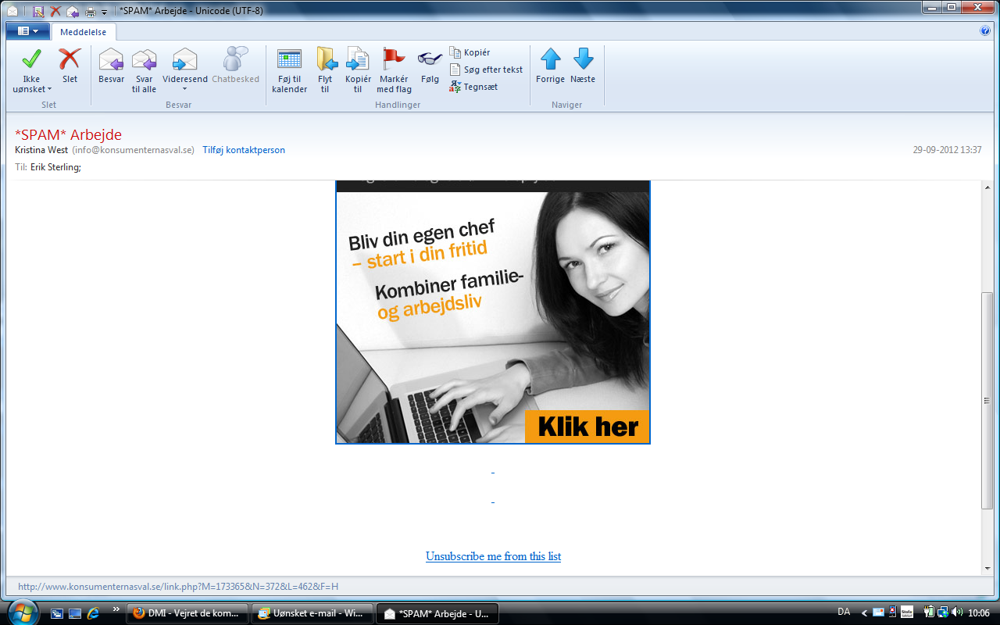 *SPAM* Arbejde - Unicode (UTF-8)
Meddelelse
Ikke uønsket
Slet
Besvar
Svar til alle
Videresend
Chatbesked
Føj til kalender
Flyt til
Kopiér til
Markér med flag
Følg
Kopiér
Søg efter tekst
Tegnsæt
Forrige
Næste
Slet
Besvar
Handlinger
Naviger
*SPAM* Arbejde
Kristina West (info@konsumenternasval.se) Tilføj kontaktperson
29-09-2012 13:37
Til: Erik Sterling;
Bliv din egen chef
– start i din fritid
Kombiner familie-
og arbejdsliv
Klik her
-
-
Unsubscribe me from this list
http://www.konsumenternasval.se/link.php?M=173365&N=372&L=462&F=H
DMI - Vejret de kom...
Uønsket e-mail - Wi...
*SPAM* Arbejde - U...
DA
10:06